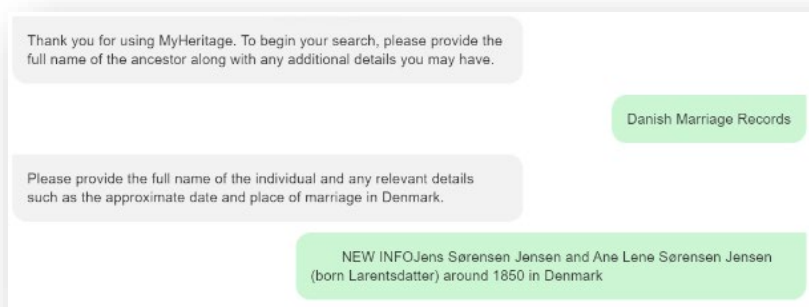 Thank you for using MyHeritage. To begin your search, please provide the
full name of the ancestor along with any additional details you may have.
Danish Marriage Records
Please provide the full name of the individual and any relevant details
such as the approximate date and place of marriage in Denmark.
NEW INFOJens Sørensen Jensen and Ane Lene Sørensen Jensen
(born Larentsdatter) around 1850 in Denmark